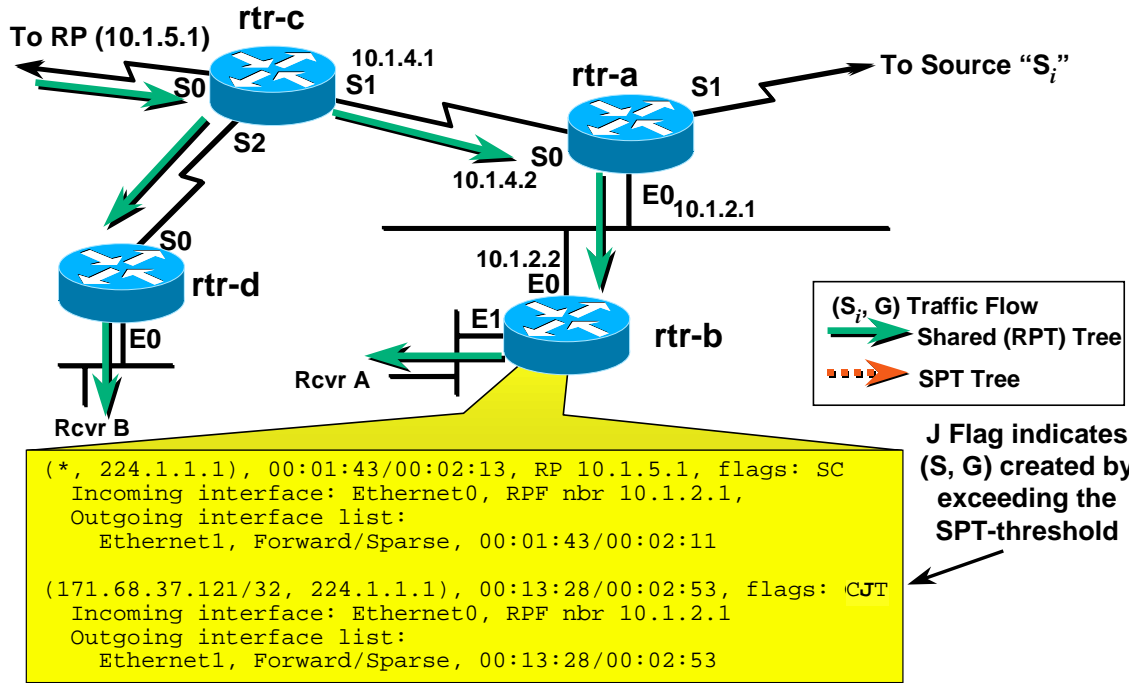 rtr-c
To RP (10.1.5.1)
10.1.4.1
rtr-a
To Source “Si”
S0
S1
S1
S2
S0
10.1.4.2
E0
10.1.2.1
S0
10.1.2.2
rtr-d
E0
E1
rtr-b
E0
Rcvr A
Rcvr B
(Si, G) Traffic Flow
Shared (RPT) Tree
SPT Tree
J Flag indicates
(S, G) created by
exceeding the
SPT-threshold
(*, 224.1.1.1), 00:01:43/00:02:13, RP 10.1.5.1, flags: SC
Incoming interface: Ethernet0, RPF nbr 10.1.2.1,
Outgoing interface list:
Ethernet1, Forward/Sparse, 00:01:43/00:02:11
(171.68.37.121/32, 224.1.1.1), 00:13:28/00:02:53, flags: CJT
Incoming interface: Ethernet0, RPF nbr 10.1.2.1
Outgoing interface list:
Ethernet1, Forward/Sparse, 00:13:28/00:02:53